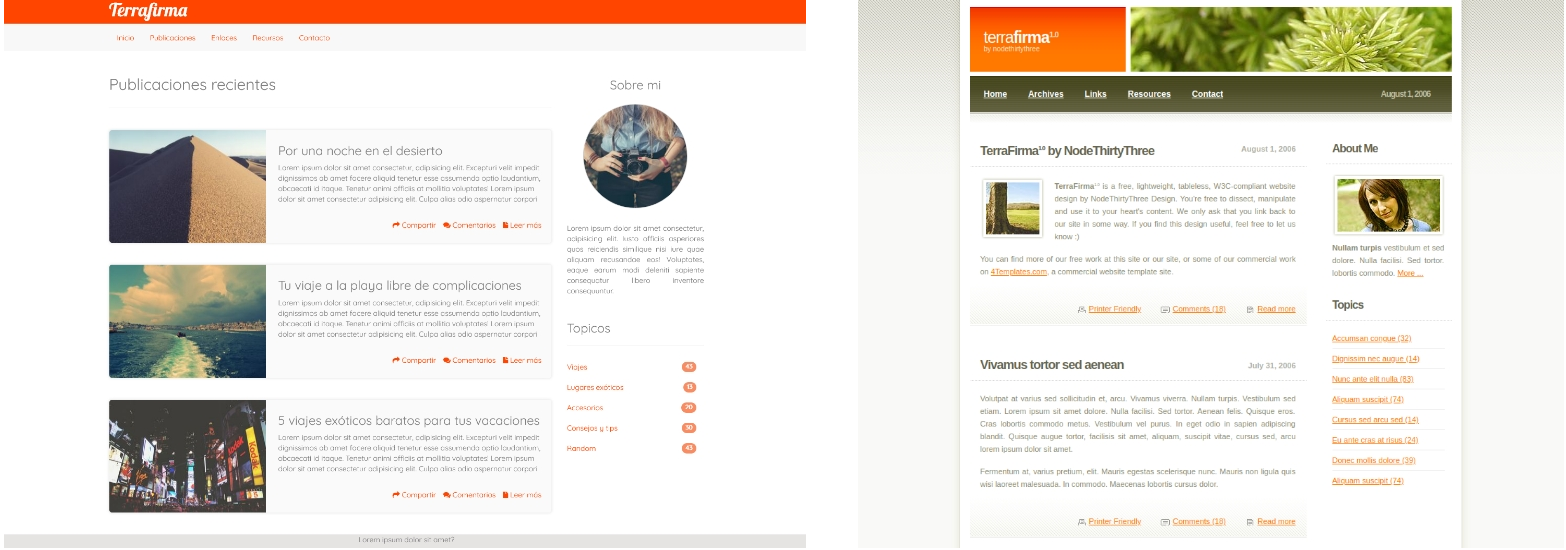 Terrafirma
Inicio Publicaciones Enlaces Recursos Contacto
Publicaciones recientes
Por una noche en el desierto
Lorem ipsum dolor sit amet consectetur, adipisicing elit. Excepturi velit impedit
dignissimos ab amet facere aliquid tenetur esse assumenda optio laudantium,
obcaecati id itaque. Tenetur animi officiis at mollitia voluptates! Lorem ipsum
dolor sit amet consectetur adipisicing elit. Culpa alias odio aspernatur corpori
Compartir Comentarios Leer más
Tu viaje a la playa libre de complicaciones
Lorem ipsum dolor sit amet consectetur, adipisicing elit. Excepturi velit impedit
dignissimos ab amet facere aliquid tenetur esse assumenda optio laudantium,
obcaecati id itaque. Tenetur animi officiis at mollitia voluptates! Lorem ipsum
dolor sit amet consectetur adipisicing elit. Culpa alias odio aspernatur corpori
Compartir Comentarios Leer más
5 viajes exóticos baratos para tus vacaciones
Lorem ipsum dolor sit amet consectetur, adipisicing elit. Excepturi velit impedit
dignissimos ab amet facere aliquid tenetur esse assumenda optio laudantium,
obcaecati id itaque. Tenetur animi officiis at mollitia voluptates! Lorem ipsum
dolor sit amet consectetur adipisicing elit. Culpa alias odio aspernatur corpori
Kodak
Compartir Comentarios Leer más
Sobre mi
Lorem ipsum dolor sit amet consectetur,
adipisicing elit. Iusto officiis asperiores
quos reiciendis similique nisi iure quae
aliquam recusandae eos! Voluptates,
eaque earum modi deleniti sapiente
consequatur libero inventore
consequuntur.
Topicos
Viajes 43
Lugares exóticos 13
Accesorios 20
Consejos y tips 30
Random 43
Lorem ipsum dolor sit amet?
terrafirma1.0
by nodethirtythree
Home Archives Links Resources Contact August 1, 2006
TerraFirma1.0 by NodeThirtyThree August 1, 2006
TerraFirma1.0 is a free, lightweight, tableless, W3C-compliant website
design by NodeThirtyThree Design. You're free to dissect, manipulate
and use it to your heart's content. We only ask that you link back to
our site in some way. If you find this design useful, feel free to let us
know :)
You can find more of our free work at this site or our site, or some of our commercial work
on 4Templates.com, a commercial website template site.
Printer Friendly Comments (18) Read more
Vivamus tortor sed aenean July 31, 2006
Volutpat at varius sed sollicitudin et, arcu. Vivamus viverra. Nullam turpis. Vestibulum sed
etiam. Lorem ipsum sit amet dolore. Nulla facilisi. Sed tortor. Aenean felis. Quisque eros.
Cras lobortis commodo metus. Vestibulum vel purus. In eget odio in sapien adipiscing
blandit. Quisque augue tortor, facilisis sit amet, aliquam, suscipit vitae, cursus sed, arcu
lorem ipsum dolor sit amet.
Fermentum at, varius pretium, elit. Mauris egestas scelerisque nunc. Mauris non ligula quis
wisi laoreet malesuada. In commodo. Maecenas lobortis cursus dolor.
Printer Friendly Comments (18) Read more
About Me
Nullam turpis vestibulum et sed
dolore. Nulla facilisi. Sed tortor.
lobortis commodo. More ...
Topics
Accumsan congue (32)
Dignissim nec augue (14)
Nunc ante elit nulla (83)
Aliquam suscipit (74)
Cursus sed arcu sed (14)
Eu ante cras at risus (24)
Donec mollis dolore (39)
Aliquam suscipit (74)